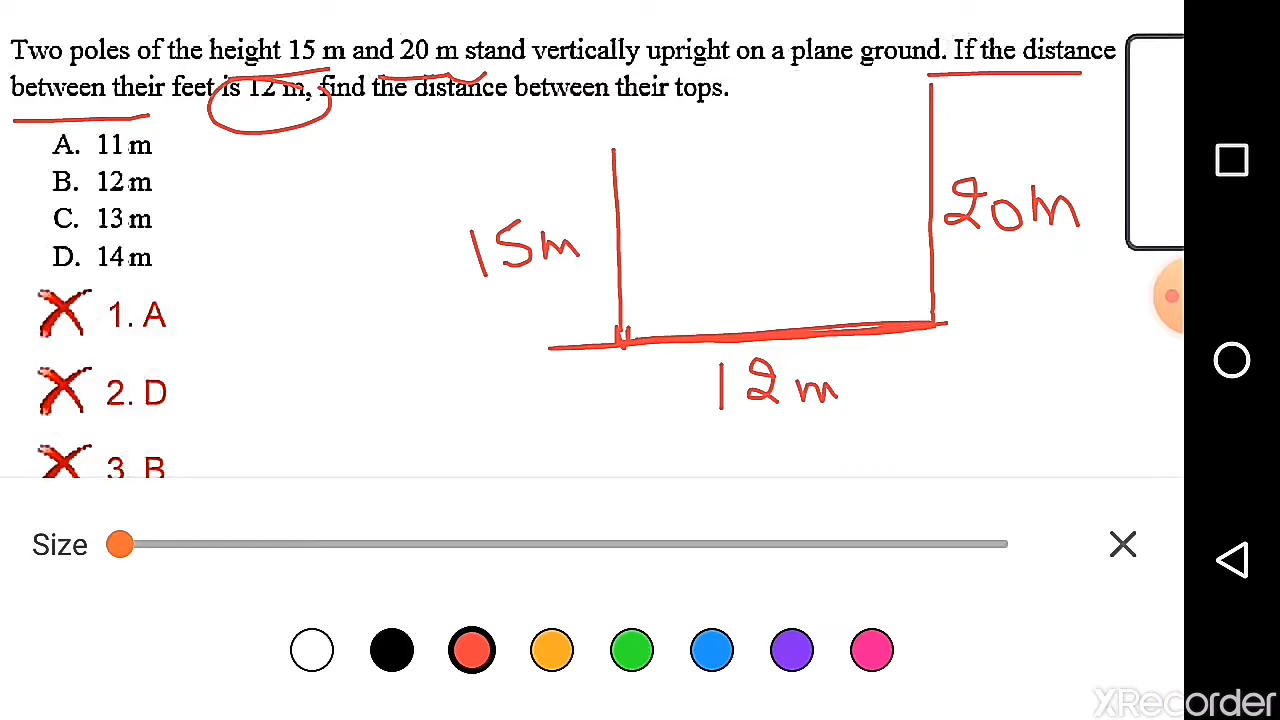 Two poles of the height 15 m and 20 m stand vertically upright on a plane ground. If the distance
between their feet is 12 m, find the distance between their tops.
A. 11 m
B. 12 m
C. 13 m
D. 14 m
15m
20m
12m
1. A
2. D
3. B
Size
XRecorder